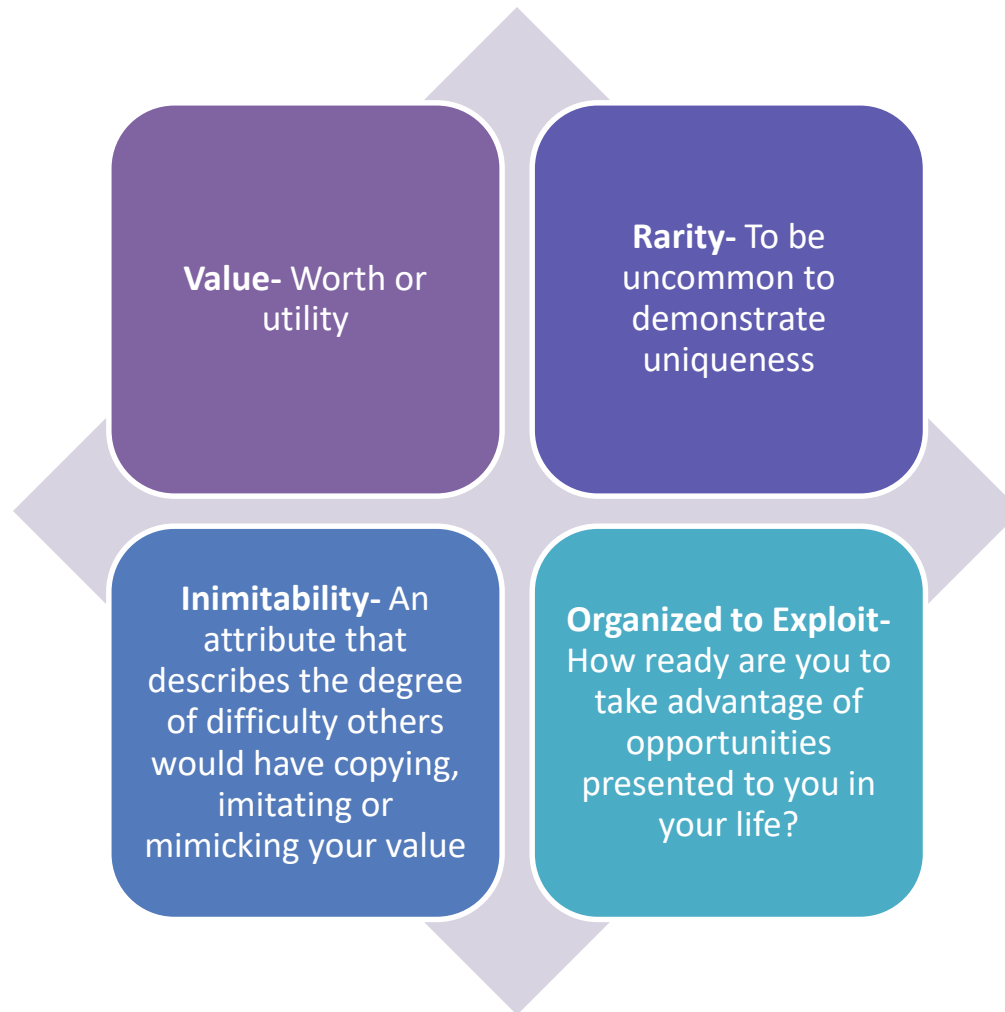 Value- Worth or
utility
Rarity- To be
uncommon to
demonstrate
uniqueness
Inimitability- An
attribute that
describes the degree
of difficulty others
would have copying,
imitating or
mimicking your value
Organized to Exploit-
How ready are you to
take advantage of
opportunities
presented to you in
your life?